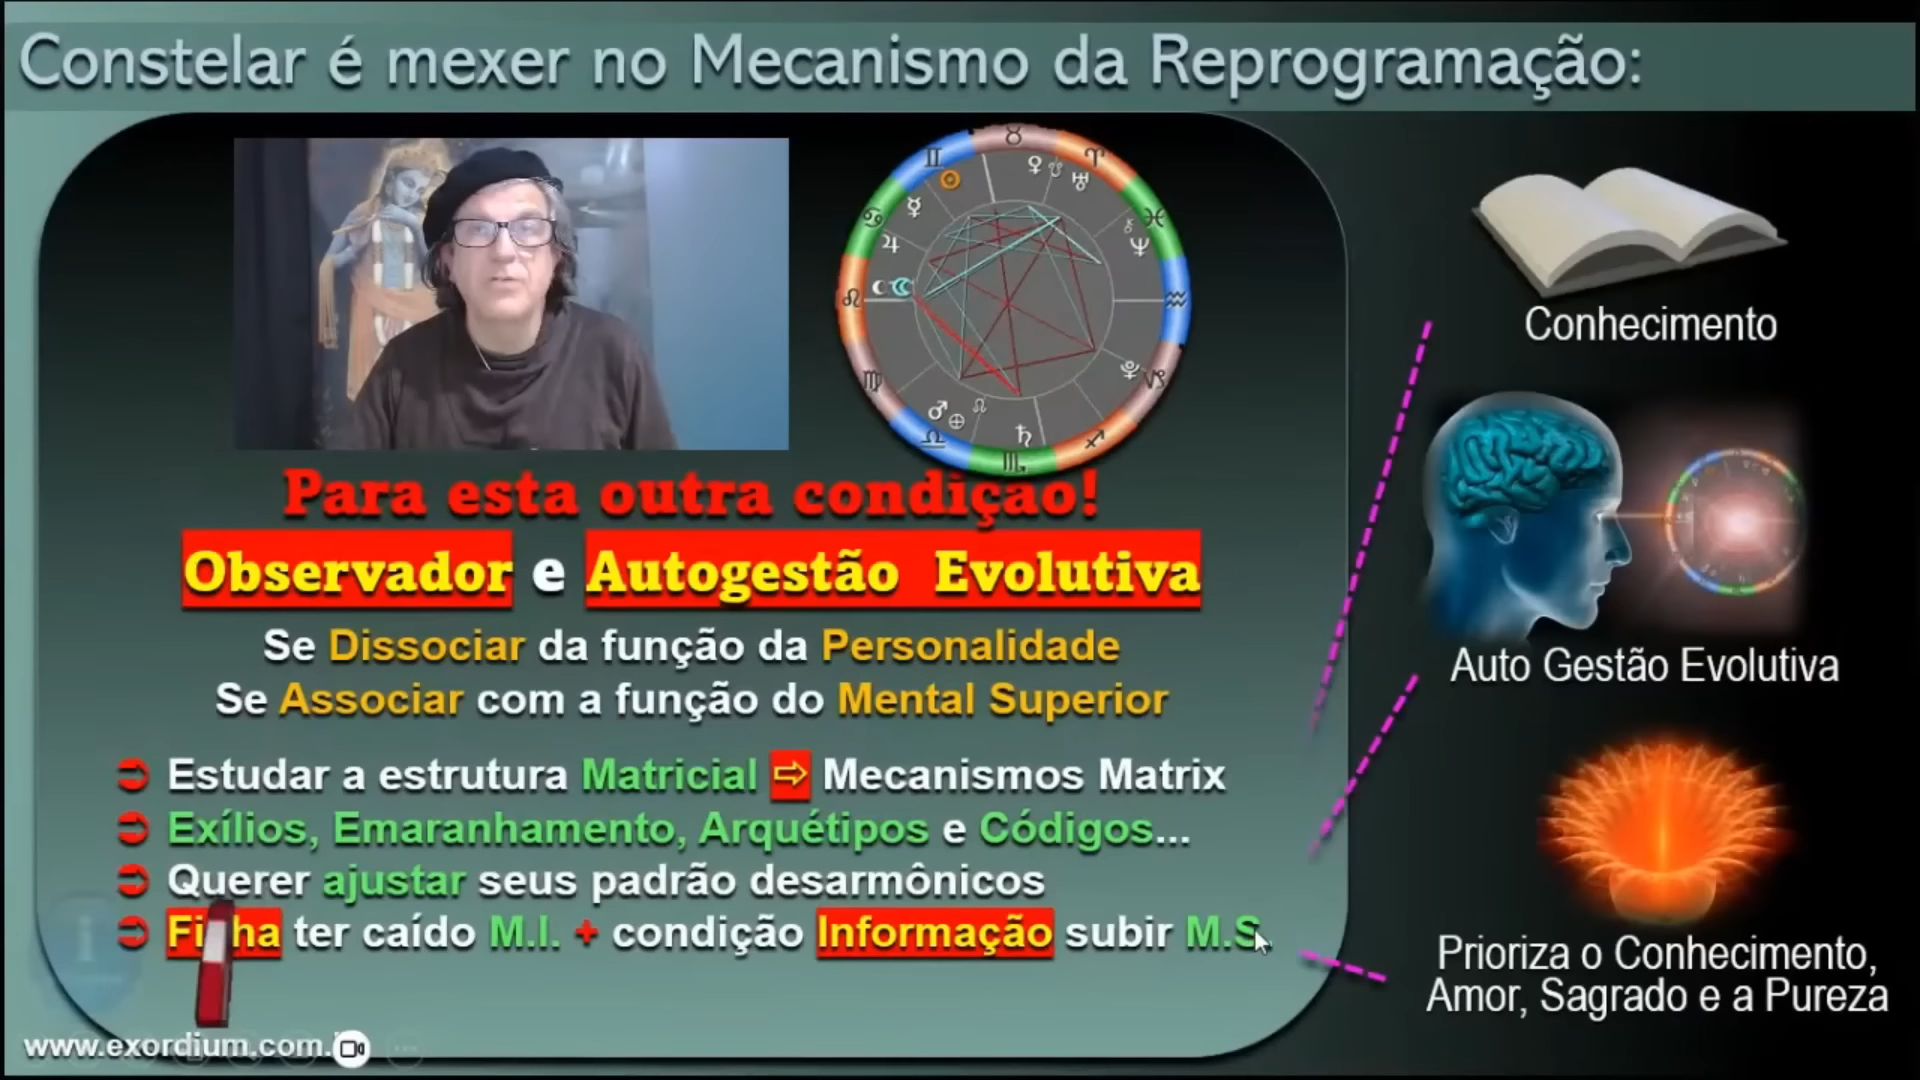 Constelar é mexer no Mecanismo da Reprogramação:
Para esta outra condição!
Observador e Autogestão Evolutiva
Se Dissociar da função da Personalidade
Se Associar com a função do Mental Superior
➲ Estudar a estrutura Matricial ⇨ Mecanismos Matrix
➲ Exílios, Emaranhamento, Arquétipos e Códigos...
➲ Querer ajustar seus padrão desarmônicos
➲ Ficha ter caído M.I. + condição Informação subir M.S
Conhecimento
Auto Gestão Evolutiva
Prioriza o Conhecimento,
Amor, Sagrado e a Pureza
www.exordium.com.